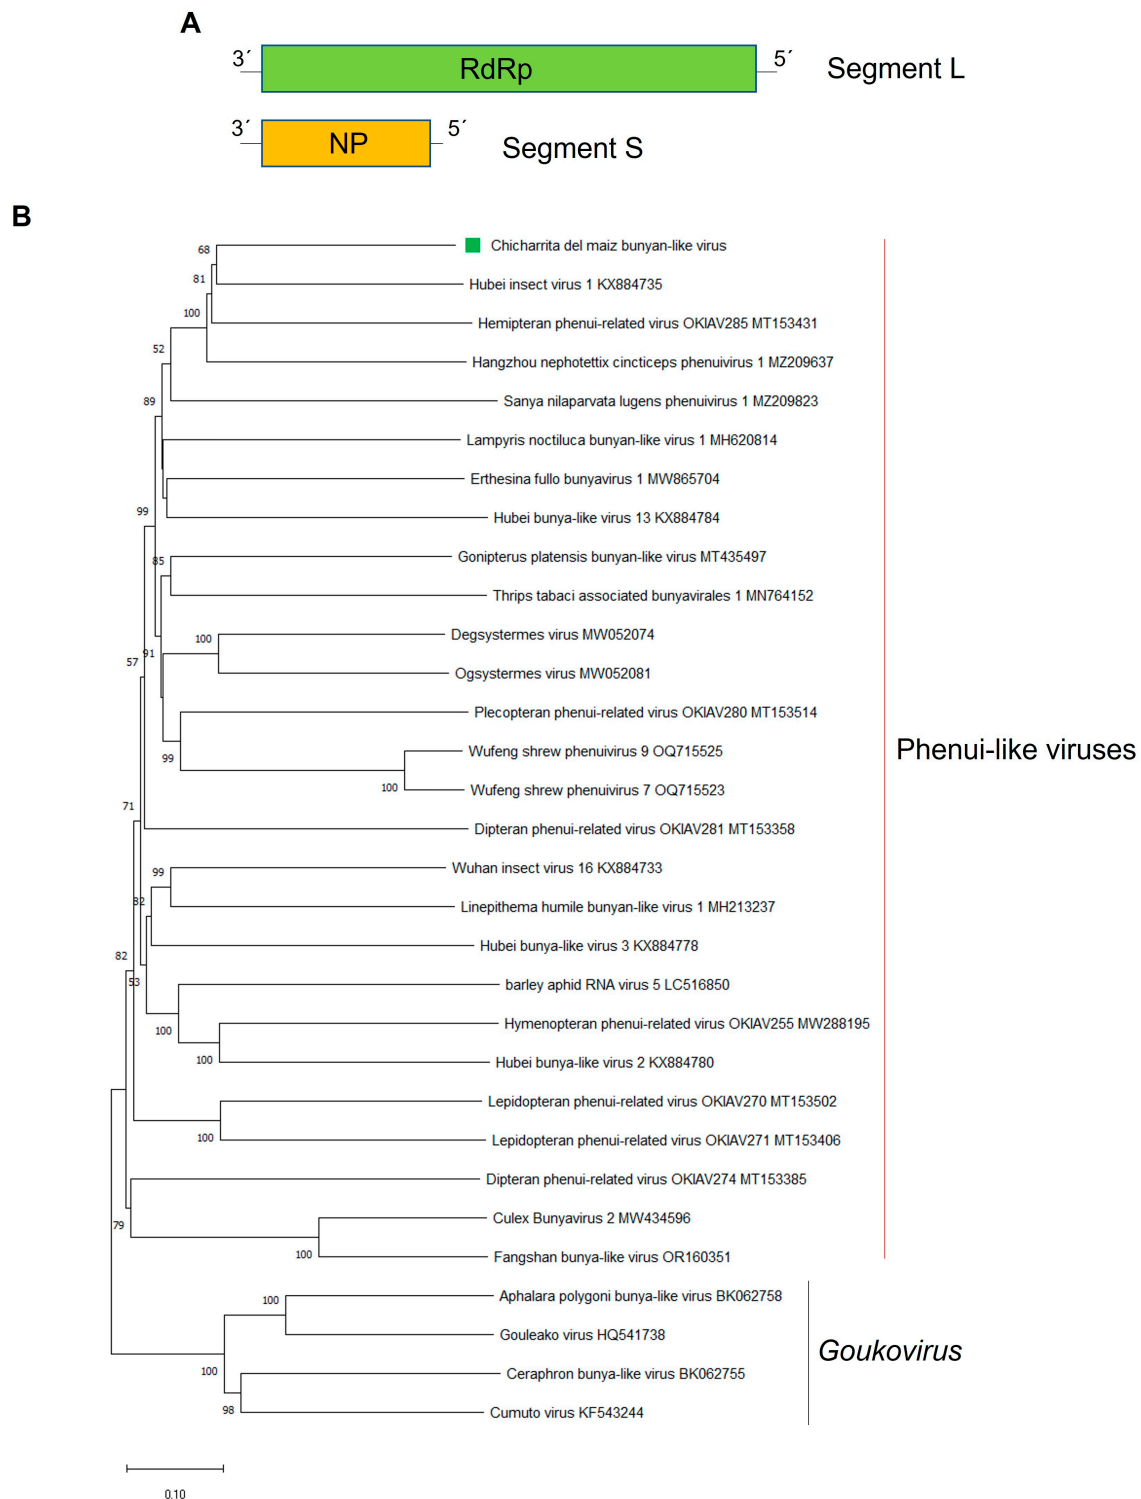 A
3´ RdRp 5´ Segment L
3´ NP 5´ Segment S
B
68 Chicharrita del maiz bunyan-like virus
81 Hubei insect virus 1 KX884735
100 Hemipteran phenui-related virus OKIAV285 MT153431
52 Hangzhou nephotettix cincticeps phenuivirus 1 MZ209637
89 Sanya nilaparvata lugens phenuivirus 1 MZ209823
Lampyris noctiluca bunyan-like virus 1 MH620814
Erthesina fullo bunyavirus 1 MW865704
99 Hubei bunya-like virus 13 KX884784
85 Gonipterus platensis bunyan-like virus MT435497
Thrips tabaci associated bunyavirales 1 MN764152
100 Degsystermes virus MW052074
57 91 Ogsystermes virus MW052081
Plecopteran phenui-related virus OKIAV280 MT153514
99 Wufeng shrew phenuivirus 9 OQ715525
Phenui-like viruses
100 Wufeng shrew phenuivirus 7 OQ715523
71 Dipteran phenui-related virus OKIAV281 MT153358
99 Wuhan insect virus 16 KX884733
82 Linepithema humile bunyan-like virus 1 MH213237
82 Hubei bunya-like virus 3 KX884778
53 barley aphid RNA virus 5 LC516850
100 Hymenopteran phenui-related virus OKIAV255 MW288195
100 Hubei bunya-like virus 2 KX884780
Lepidopteran phenui-related virus OKIAV270 MT153502
100 Lepidopteran phenui-related virus OKIAV271 MT153406
Dipteran phenui-related virus OKIAV274 MT153385
79 Culex Bunyavirus 2 MW434596
100 Fangshan bunya-like virus OR160351
100 Aphalara polygoni bunya-like virus BK062758
Gouleako virus HQ541738
Goukovirus
100 Ceraphron bunya-like virus BK062755
98 Cumuto virus KF543244
0.10